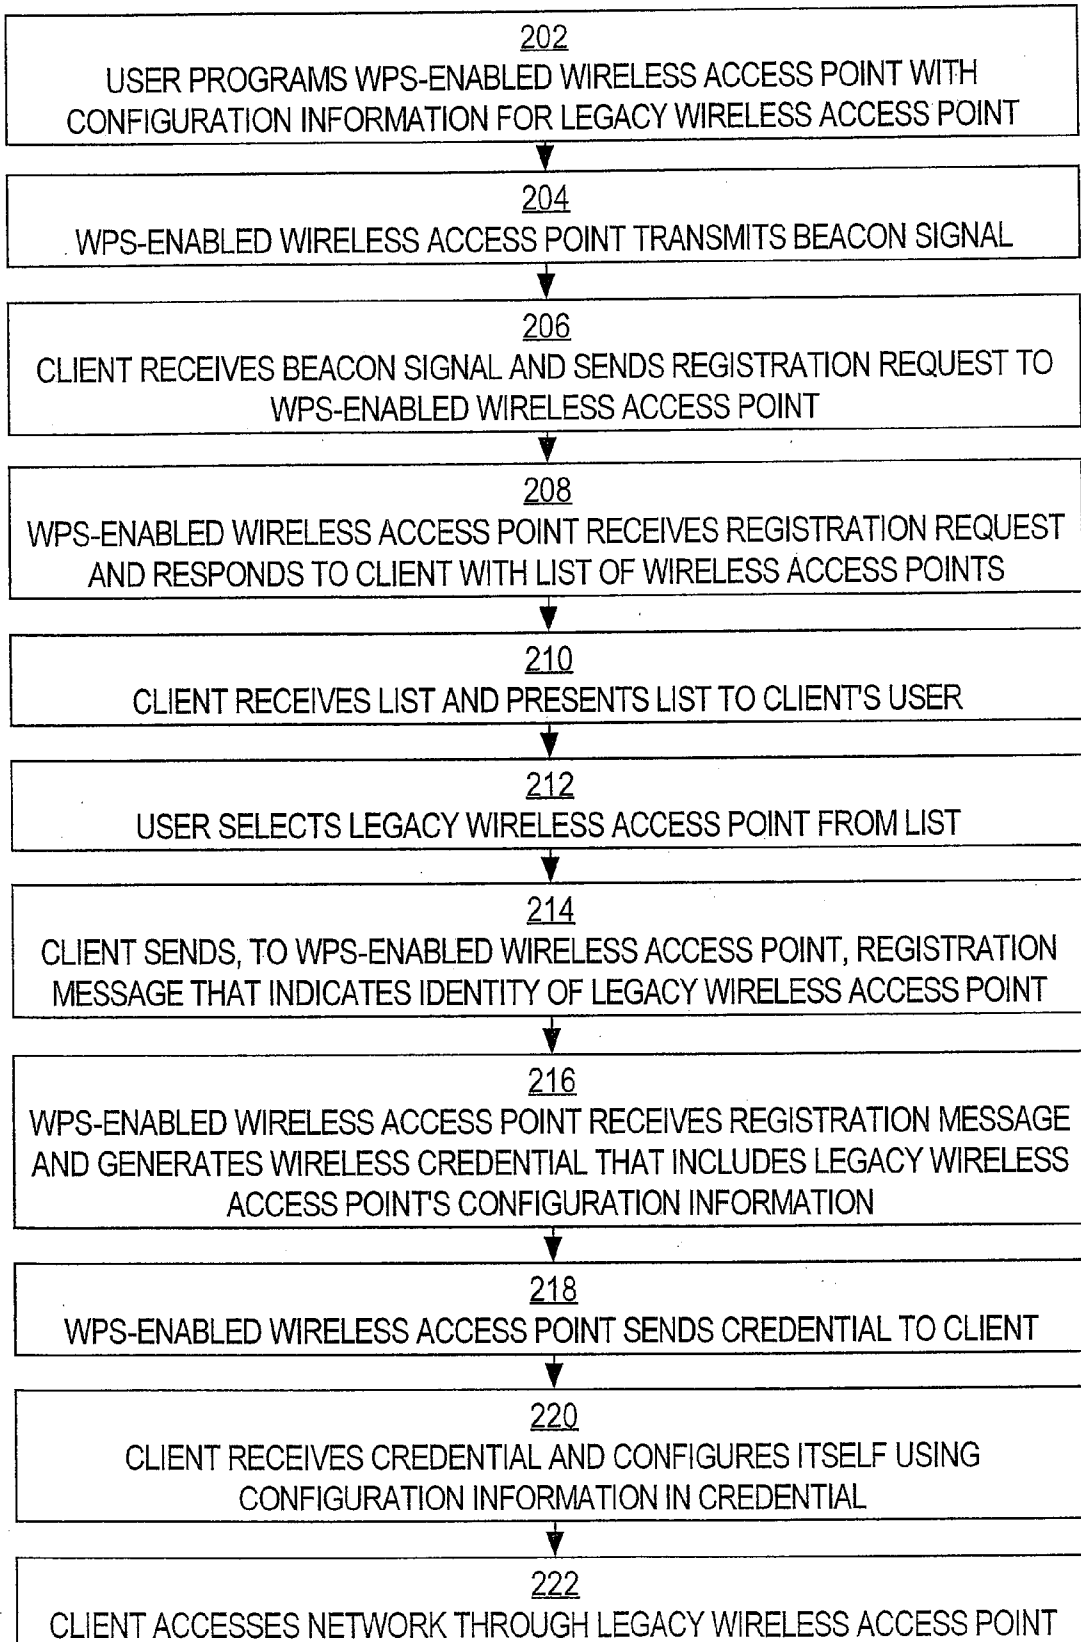 202
USER PROGRAMS WPS-ENABLED WIRELESS ACCESS POINT WITH
CONFIGURATION INFORMATION FOR LEGACY WIRELESS ACCESS POINT
204
WPS-ENABLED WIRELESS ACCESS POINT TRANSMITS BEACON SIGNAL
206
CLIENT RECEIVES BEACON SIGNAL AND SENDS REGISTRATION REQUEST TO
WPS-ENABLED WIRELESS ACCESS POINT
208
WPS-ENABLED WIRELESS ACCESS POINT RECEIVES REGISTRATION REQUEST
AND RESPONDS TO CLIENT WITH LIST OF WIRELESS ACCESS POINTS
210
CLIENT RECEIVES LIST AND PRESENTS LIST TO CLIENT'S USER
212
USER SELECTS LEGACY WIRELESS ACCESS POINT FROM LIST
214
CLIENT SENDS, TO WPS-ENABLED WIRELESS ACCESS POINT, REGISTRATION
MESSAGE THAT INDICATES IDENTITY OF LEGACY WIRELESS ACCESS POINT
216
WPS-ENABLED WIRELESS ACCESS POINT RECEIVES REGISTRATION MESSAGE
AND GENERATES WIRELESS CREDENTIAL THAT INCLUDES LEGACY WIRELESS
ACCESS POINT'S CONFIGURATION INFORMATION
218
WPS-ENABLED WIRELESS ACCESS POINT SENDS CREDENTIAL TO CLIENT
220
CLIENT RECEIVES CREDENTIAL AND CONFIGURES ITSELF USING
CONFIGURATION INFORMATION IN CREDENTIAL
222
CLIENT ACCESSES NETWORK THROUGH LEGACY WIRELESS ACCESS POINT